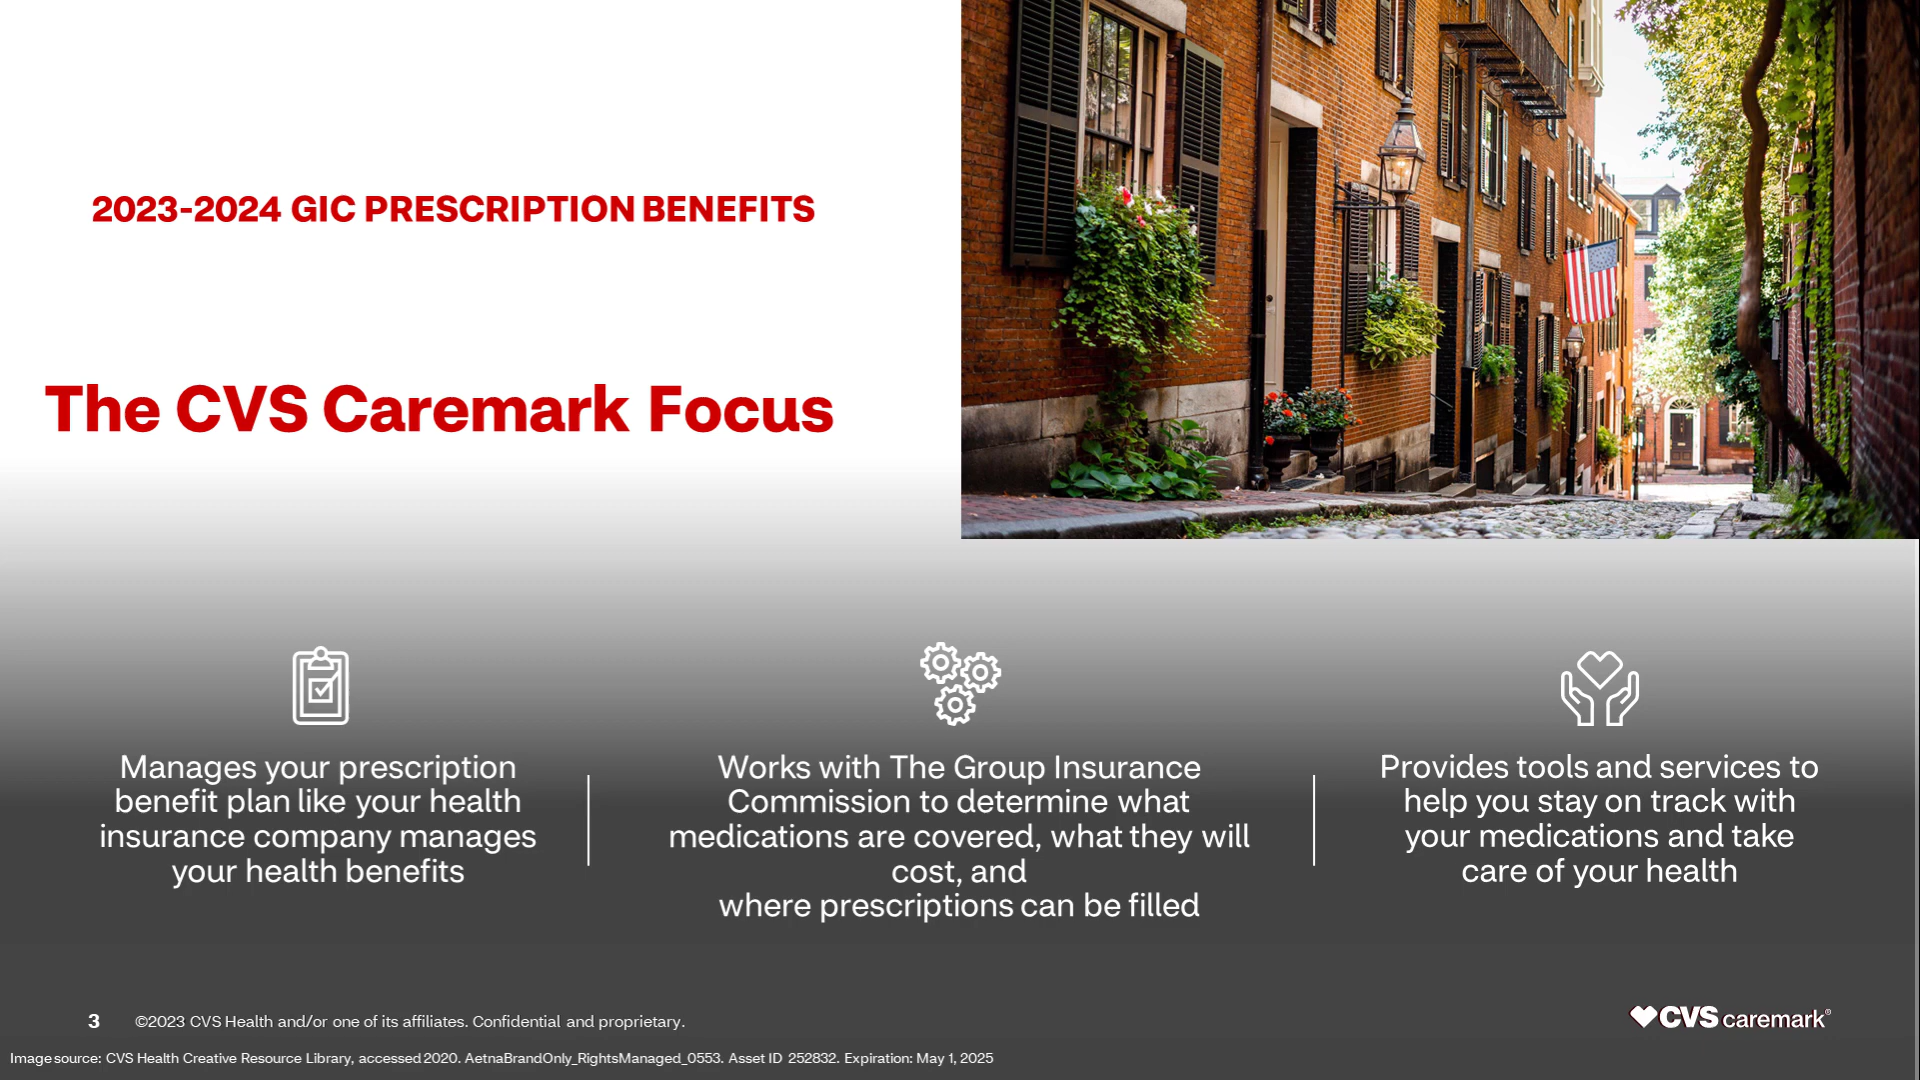 2023-2024 GIC PRESCRIPTION BENEFITS
The CVS Caremark Focus
Manages your prescription
benefit plan like your health
insurance company manages
your health benefits
Works with The Group Insurance
Commission to determine what
medications are covered, what they will
cost, and
where prescriptions can be filled
Provides tools and services to
help you stay on track with
your medications and take
care of your health
3 ©2023 CVS Health and/or one of its affiliates. Confidential and proprietary.
CVS caremark®
Image source: CVS Health Creative Resource Library, accessed 2020. AetnaBrandOnly_RightsManaged_0553. Asset ID 252832. Expiration: May 1, 2025